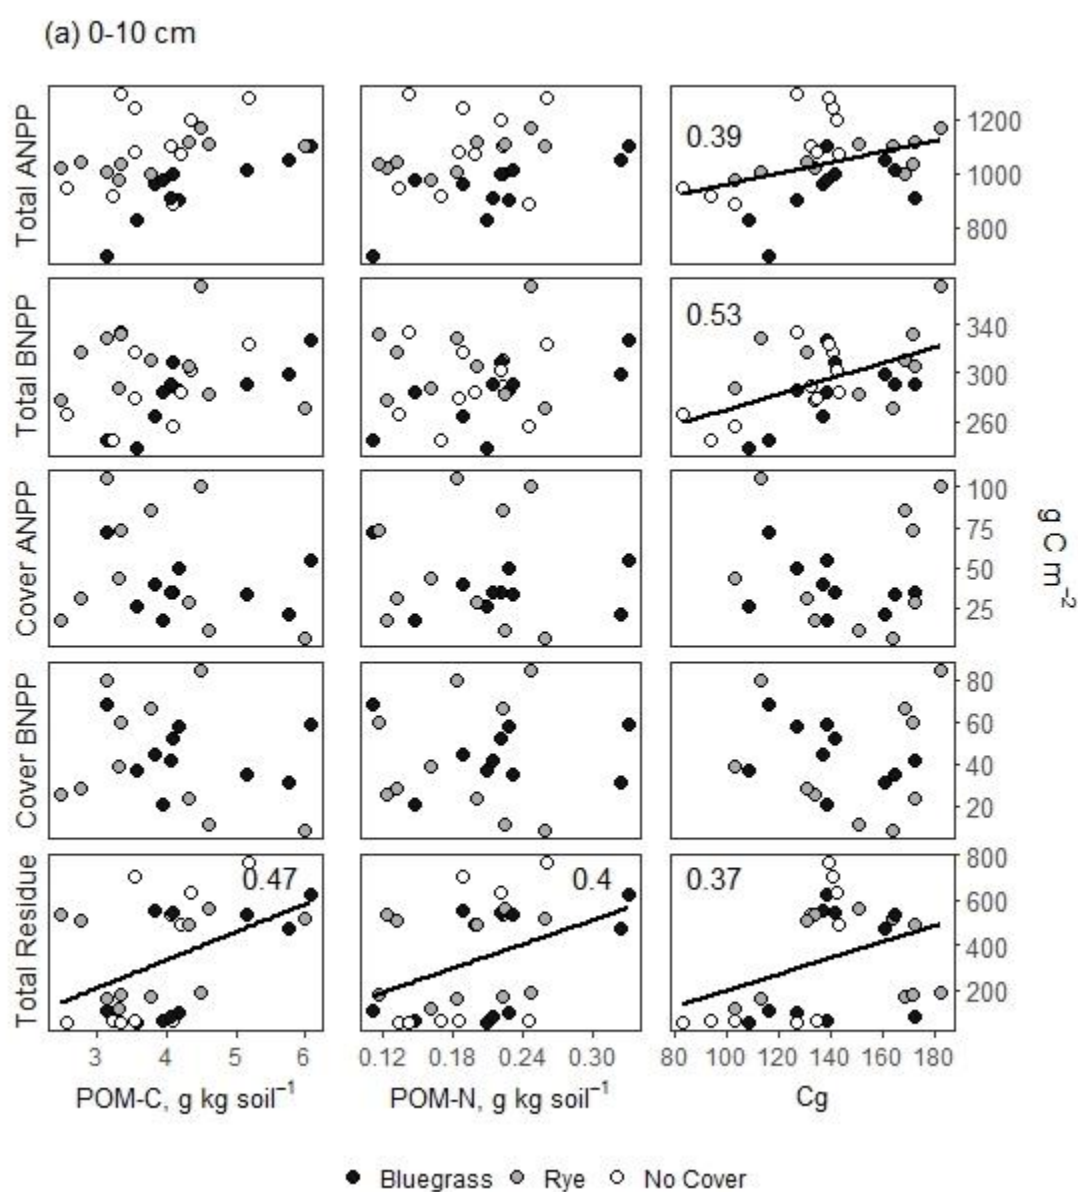 (a) 0-10 cm
Total ANPP
0.39
1200
1000
800
Total BNPP
0.53
340
300
260
Cover ANPP
100
75
50
25
g C m⁻²
Cover BNPP
80
60
40
20
Total Residue
0.47
0.4
0.37
800
600
400
200
3 4 5 6
0.12 0.18 0.24 0.30
80 100 120 140 160 180
POM-C, g kg soil⁻¹
POM-N, g kg soil⁻¹
Cg
Bluegrass Rye No Cover